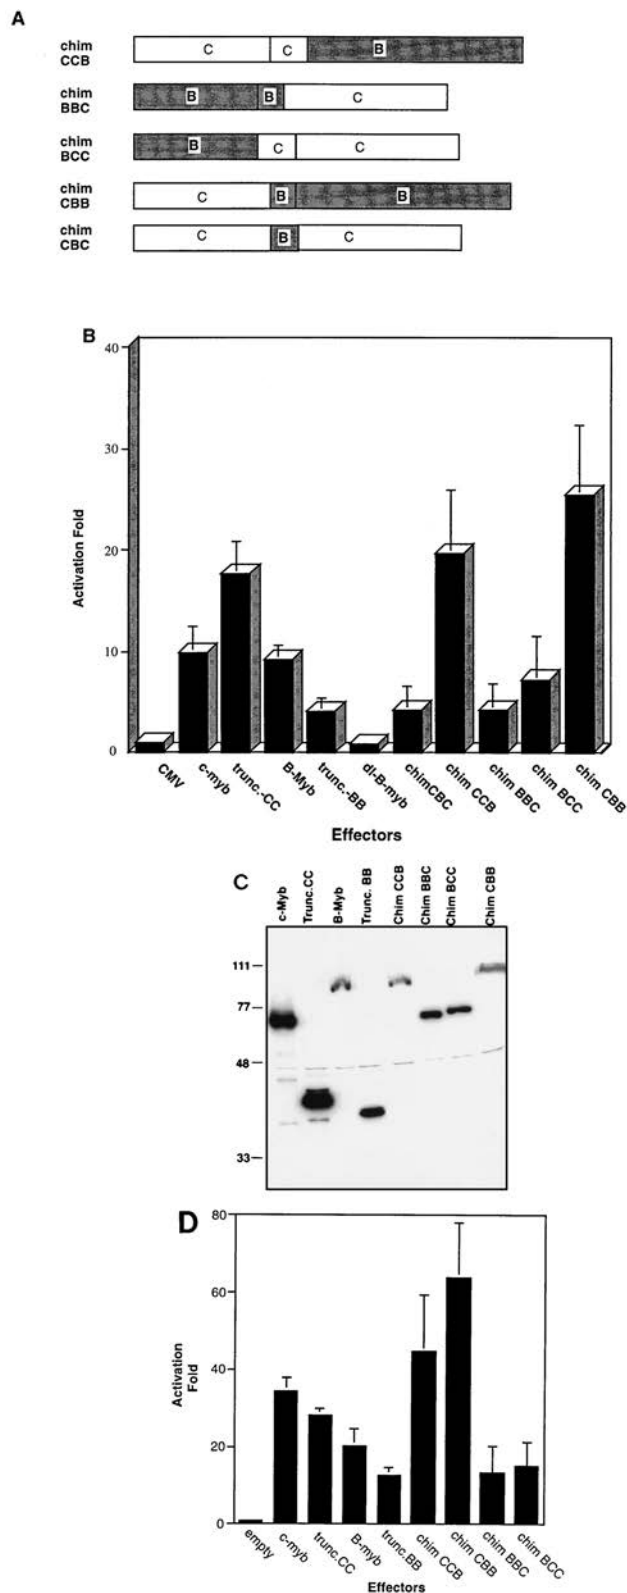 A
chim
CCB
C C B
chim
BBC
B B C
chim
BCC
B C C
chim
CBB
C B B
chim
CBC
C B C
B
Activation Fold
40
30
20
10
0
CMV
c-myb
trunc.-CC
B-Myb
trunc.-BB
dl-B-myb
chimCBC
chim CCB
chim BBC
chim BCC
chim CBB
Effectors
C
c-Myb
Trunc.CC
B-Myb
Trunc. BB
Chim CCB
Chim BBC
Chim BCC
Chim CBB
111
77
48
33
D
Activation
Fold
80
60
40
20
0
empty
c-myb
trunc.CC
B-myb
trunc.BB
chim CCB
chim CBB
chim BBC
chim BCC
Effectors